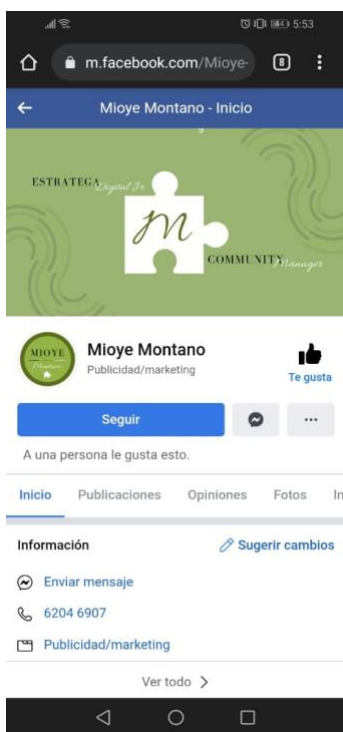 44 5:53
m.facebook.com/Mioye-
8
Mioye Montano - Inicio
ESTRATEGA Digital Jr
M
COMMUNITY Manager
MIOYE
Montano
Mioye Montano
Publicidad/marketing
Te gusta
Seguir
A una persona le gusta esto.
Inicio Publicaciones Opiniones Fotos In
Información Sugerir cambios
Enviar mensaje
6204 6907
Publicidad/marketing
Ver todo